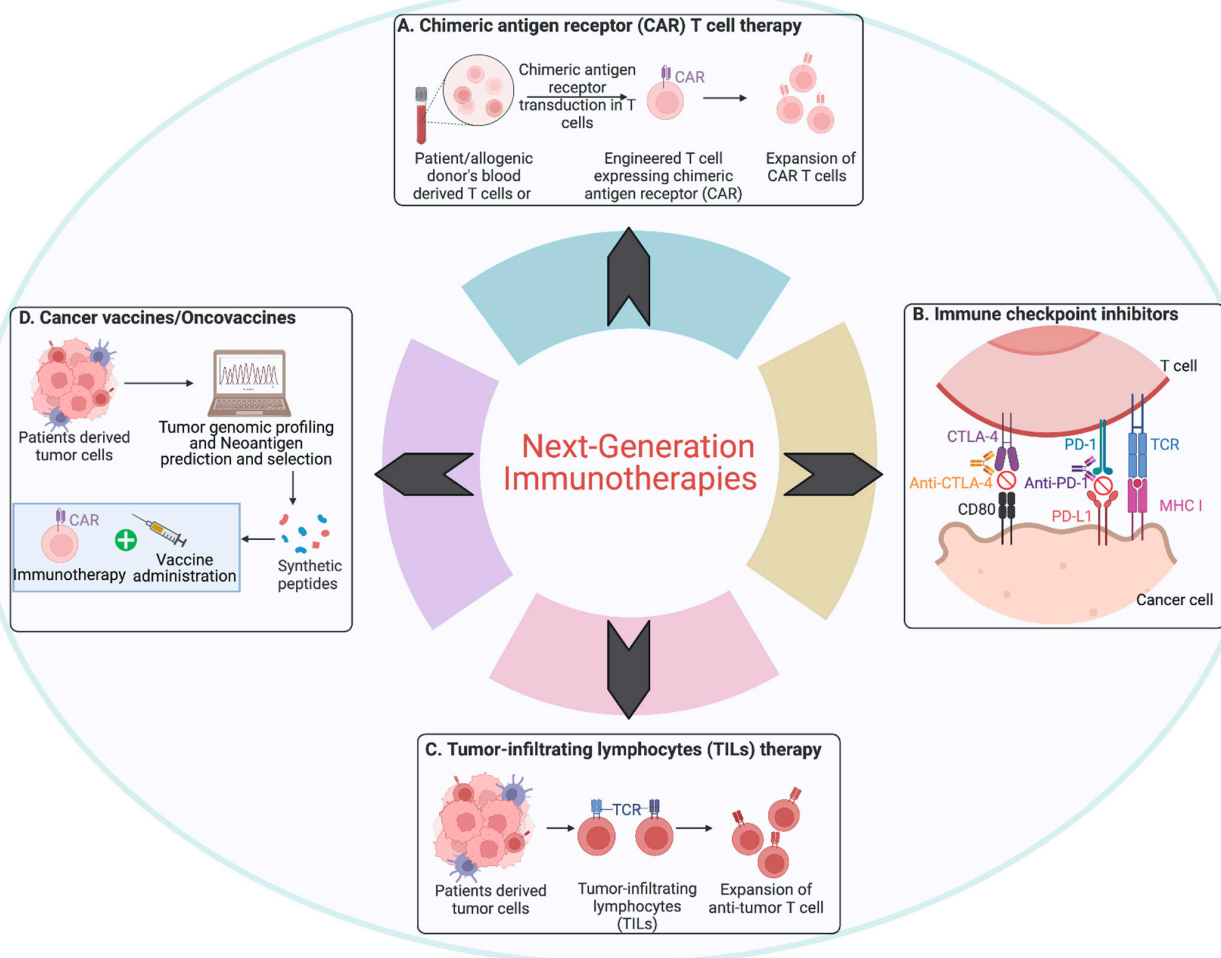 A. Chimeric antigen receptor (CAR) T cell therapy
Chimeric antigen
receptor
transduction in T
cells
CAR
Patient/allogenic
donor's blood
derived T cells or
Engineered T cell
expressing chimeric
antigen receptor (CAR)
Expansion of
CAR T cells
D. Cancer vaccines/Oncovaccines
Patients derived
tumor cells
Tumor genomic profiling
and Neoantigen
prediction and selection
CAR
Immunotherapy
Vaccine
administration
Synthetic
peptides
Next-Generation
Immunotherapies
B. Immune checkpoint inhibitors
T cell
CTLA-4
PD-1
TCR
Anti-CTLA-4
Anti-PD-1
CD80
PD-L1
MHC I
Cancer cell
C. Tumor-infiltrating lymphocytes (TILs) therapy
TCR
Patients derived
tumor cells
Tumor-infiltrating
lymphocytes
(TILs)
Expansion of
anti-tumor T cell